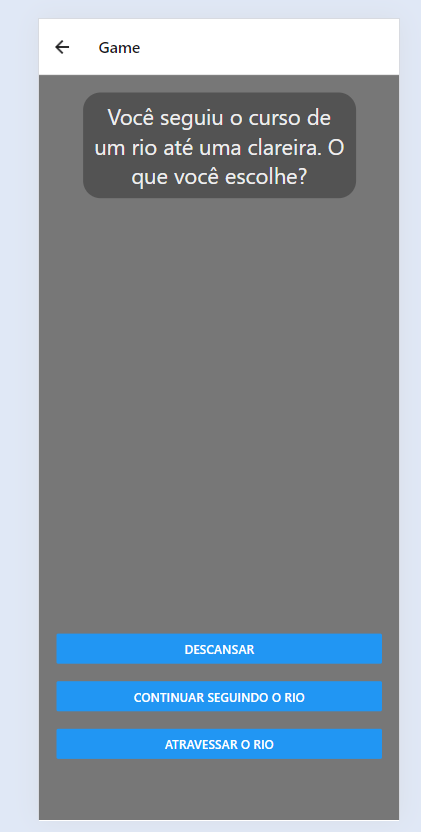 Game
Você seguiu o curso de
um rio até uma clareira. O
que você escolhe?
DESCANSAR
CONTINUAR SEGUINDO O RIO
ATRAVESSAR O RIO